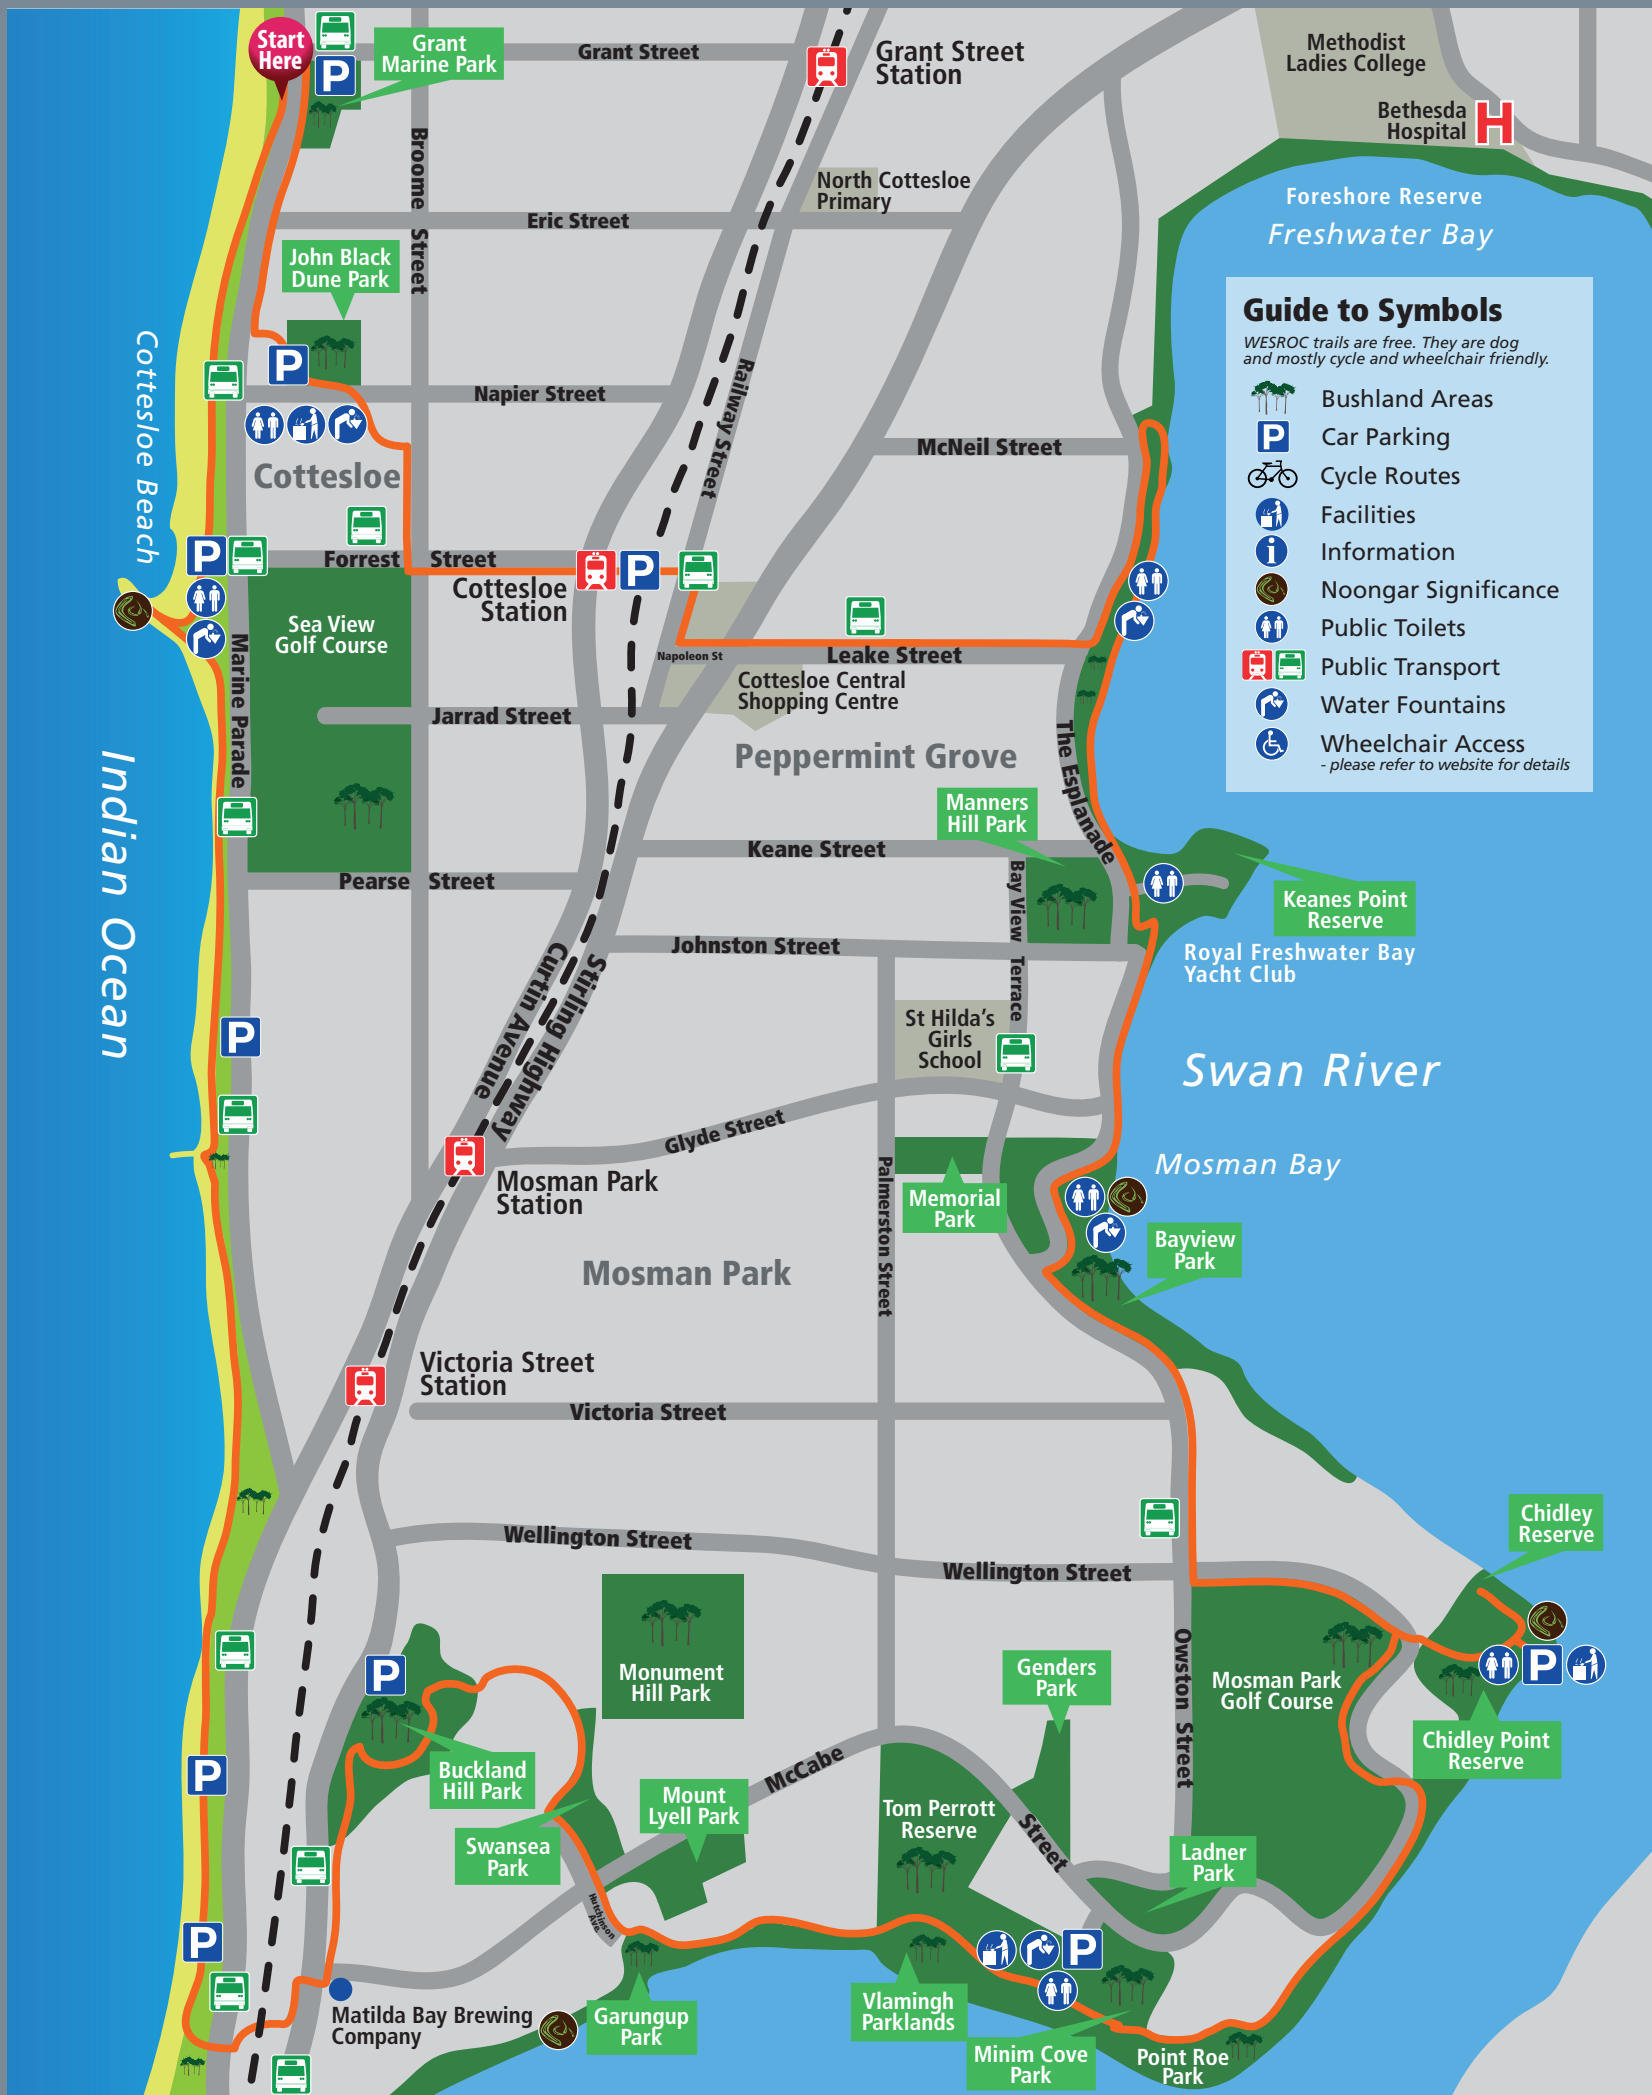 Start
Here
P
Grant
Marine Park
Grant Street
Grant Street
Station
Methodist
Ladies College
Bethesda
Hospital
H
Broome Street
North Cottesloe
Primary
Foreshore Reserve
Freshwater Bay
Eric Street
John Black
Dune Park
P
Guide to Symbols
WESROC trails are free. They are dog
and mostly cycle and wheelchair friendly.
Bushland Areas
P
Car Parking
Cycle Routes
Facilities
i
Information
Noongar Significance
Public Toilets
Public Transport
Water Fountains
Wheelchair Access
- please refer to website for details
Cottesloe Beach
Napier Street
Railway Street
McNeil Street
Cottesloe
P
Forrest Street
Cottesloe
Station
P
Sea View
Golf Course
Marine Parade
Napoleon St
Leake Street
Cottesloe Central
Shopping Centre
Jarrad Street
Peppermint Grove
The Esplanade
Indian Ocean
Manners
Hill Park
Keane Street
Pearse Street
Bay View Terrace
Keanes Point
Reserve
Johnston Street
Royal Freshwater Bay
Yacht Club
Curtin Avenue
Stirling Highway
P
St Hilda's
Girls
School
Swan River
Glyde Street
Mosman Park
Station
Palmerston Street
Memorial
Park
Mosman Bay
Bayview
Park
Mosman Park
Victoria Street
Station
Victoria Street
Wellington Street
Wellington Street
Chidley
Reserve
Monument
Hill Park
P
Genders
Park
Owston Street
Mosman Park
Golf Course
P
Chidley Point
Reserve
Buckland
Hill Park
P
McCabe Street
Mount
Lyell Park
Swansea
Park
Tom Perrott
Reserve
Ladner
Park
Hutchinson
Ave
P
P
Matilda Bay Brewing
Company
Garungup
Park
Vlamingh
Parklands
Minim Cove
Park
Point Roe
Park